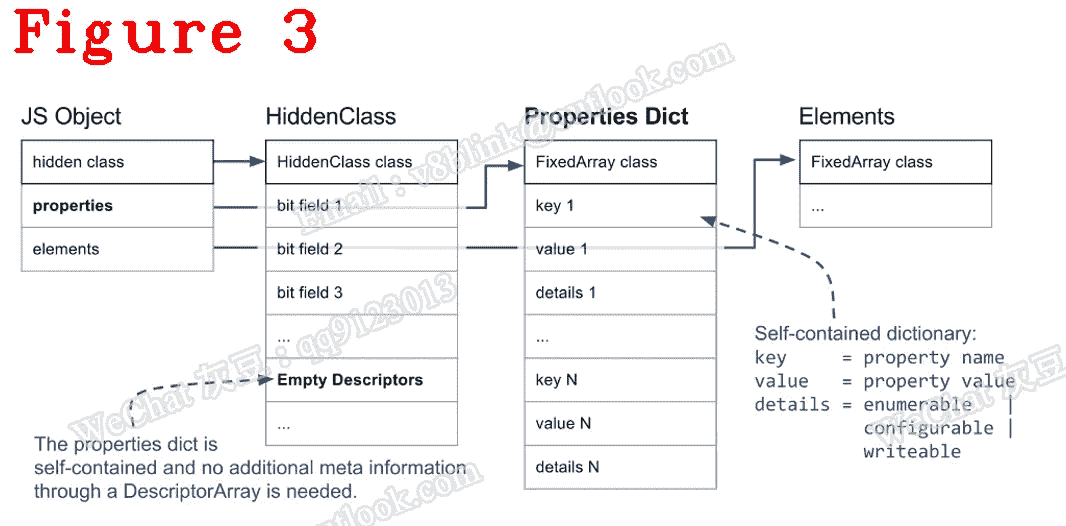 Figure 3
JS Object
HiddenClass
Properties Dict
Elements
hidden class
HiddenClass class
FixedArray class
FixedArray class
properties
bit field 1
key 1
...
elements
bit field 2
value 1
bit field 3
details 1
...
...
Empty Descriptors
key N
...
value N
details N
Self-contained dictionary:
key = property name
value = property value
details = enumerable |
configurable |
writeable
The properties dict is
self-contained and no additional meta information
through a DescriptorArray is needed.
Email : v8blink@outlook.com
WeChat 灰豆 : qq9123013
WeChat 灰豆
outlook.com